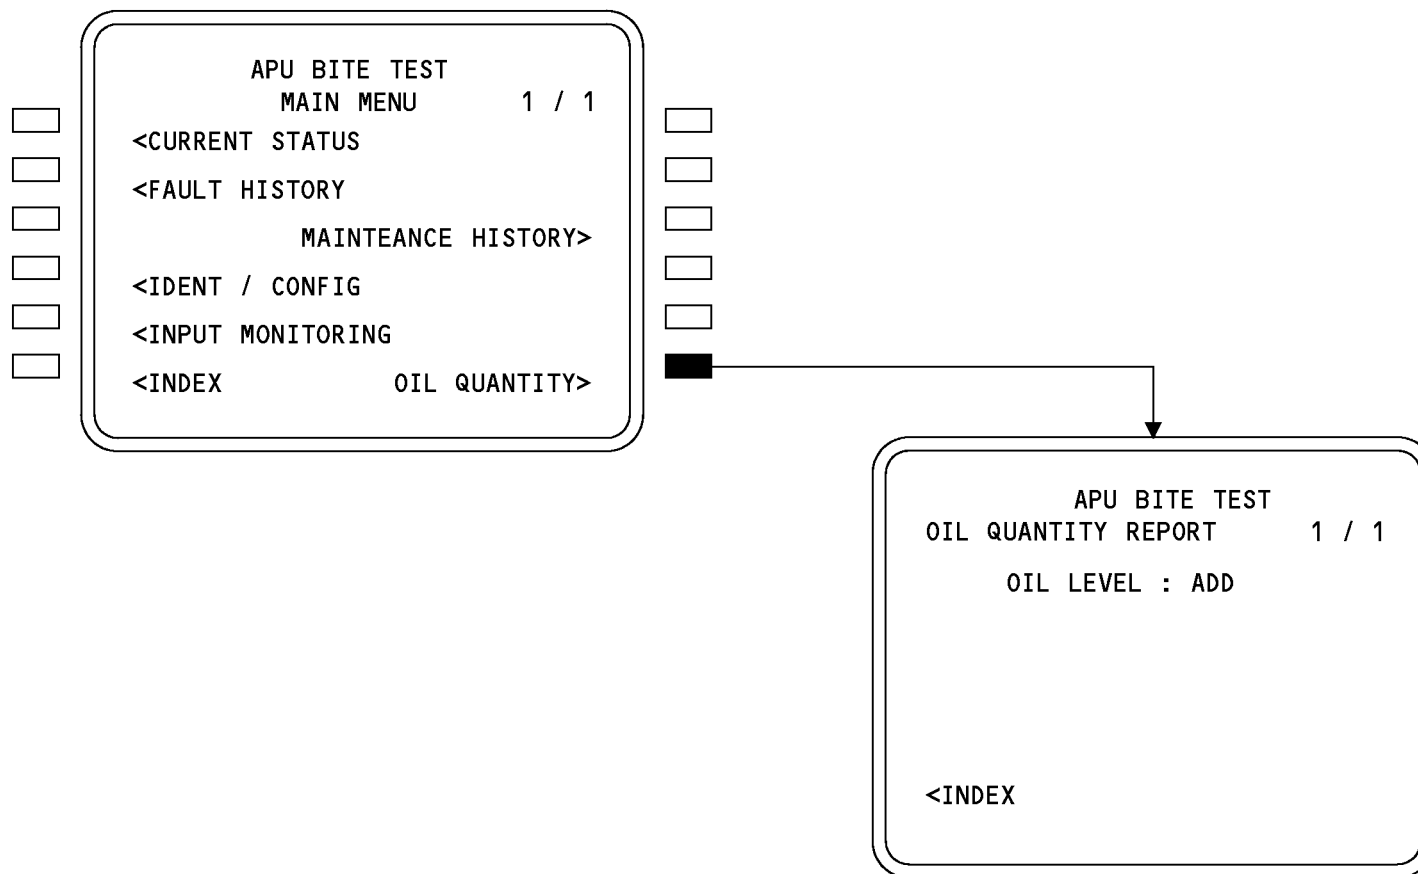 APU BITE TEST
MAIN MENU 1 / 1
<CURRENT STATUS
<FAULT HISTORY
MAINTEANCE HISTORY>
<IDENT / CONFIG
<INPUT MONITORING
<INDEX OIL QUANTITY>
APU BITE TEST
OIL QUANTITY REPORT 1 / 1
OIL LEVEL : ADD
<INDEX